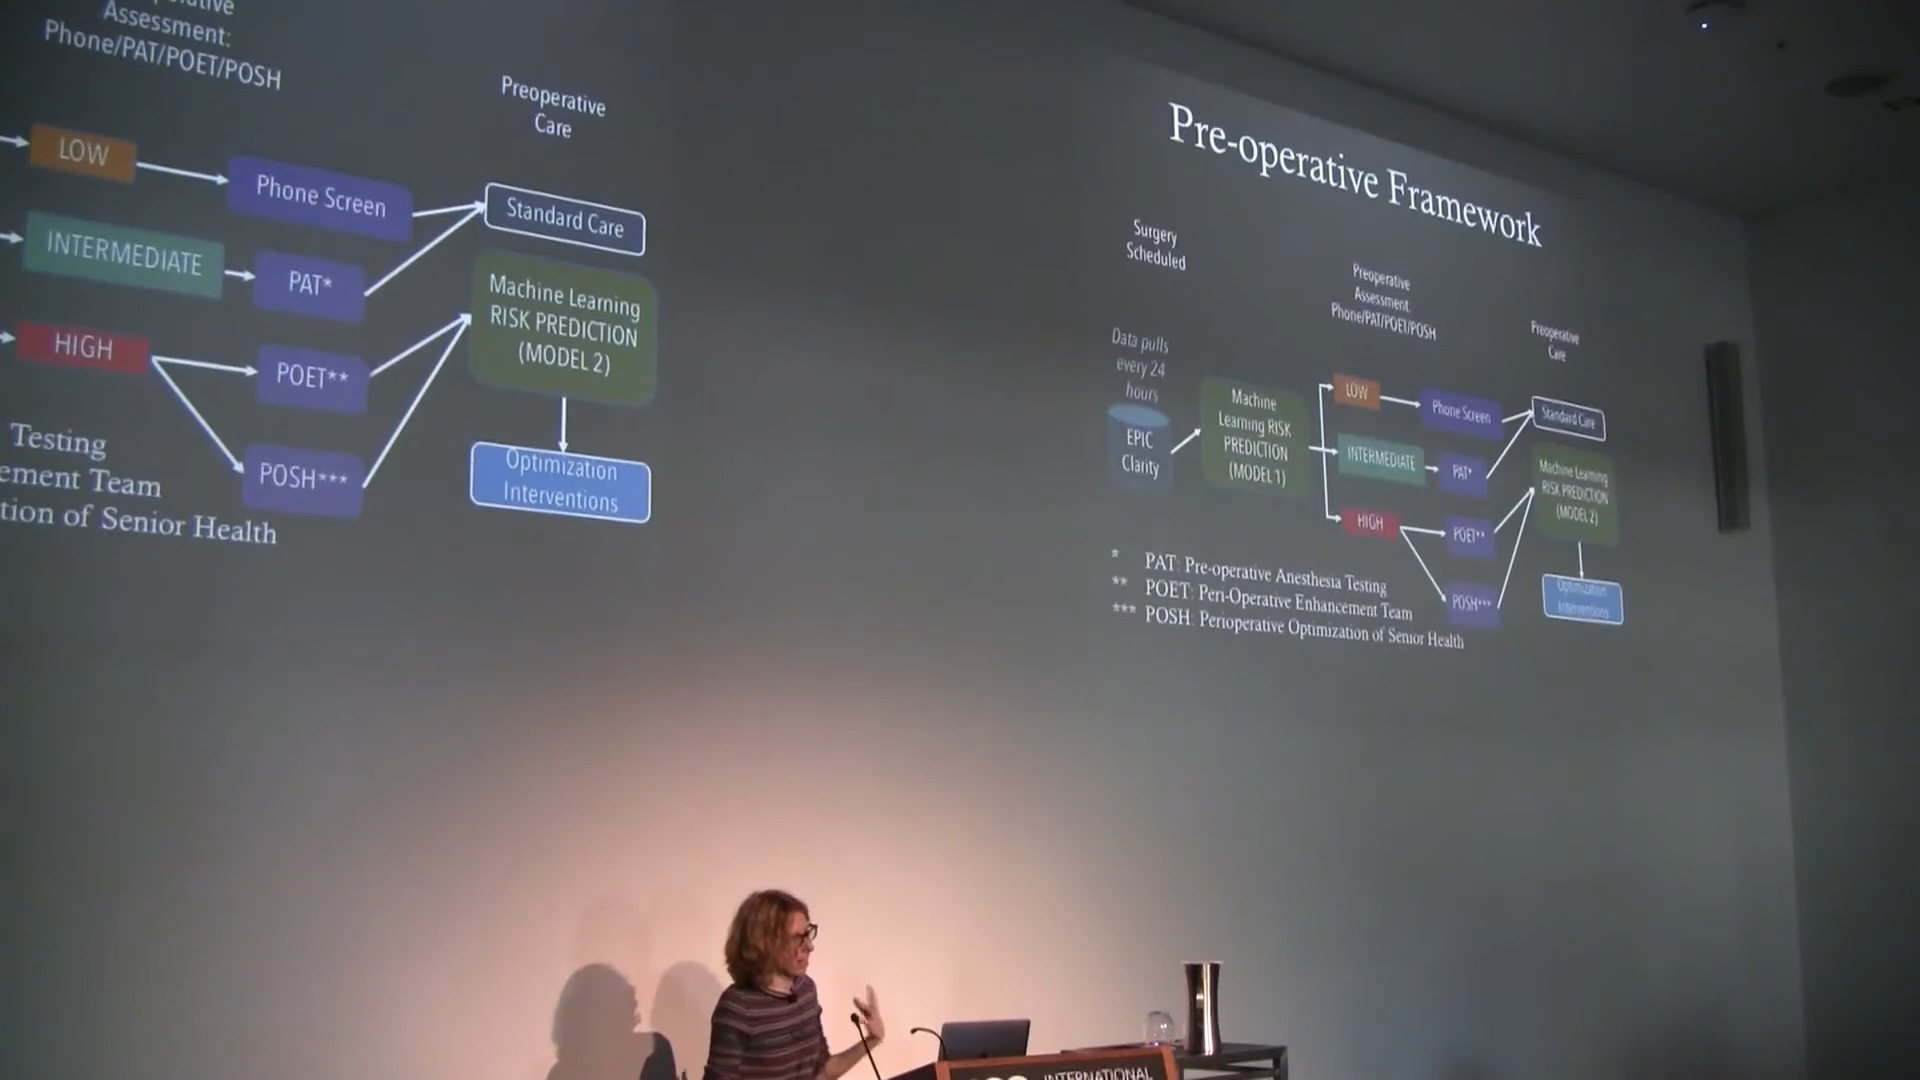 Assessment:
Phone/PAT/POET/POSH
Preoperative
Care
LOW
Phone Screen
Standard Care
INTERMEDIATE
PAT*
Machine Learning
RISK PREDICTION
(MODEL 2)
HIGH
POET**
POSH***
Optimization
Interventions
Testing
ement Team
tion of Senior Health
Pre-operative Framework
Surgery
Scheduled
Preoperative
Assessment:
Phone/PAT/POET/POSH
Preoperative
Care
Data pulls
every 24
hours
EPIC
Clarity
Machine
Learning RISK
PREDICTION
(MODEL 1)
LOW
Phone Screen
Standard Care
INTERMEDIATE
PAT*
Machine Learning
RISK PREDICTION
(MODEL 2)
HIGH
POET**
POSH***
Optimization
Interventions
* PAT: Pre-operative Anesthesia Testing
** POET: Peri-Operative Enhancement Team
*** POSH: Perioperative Optimization of Senior Health
INTERNATIONAL